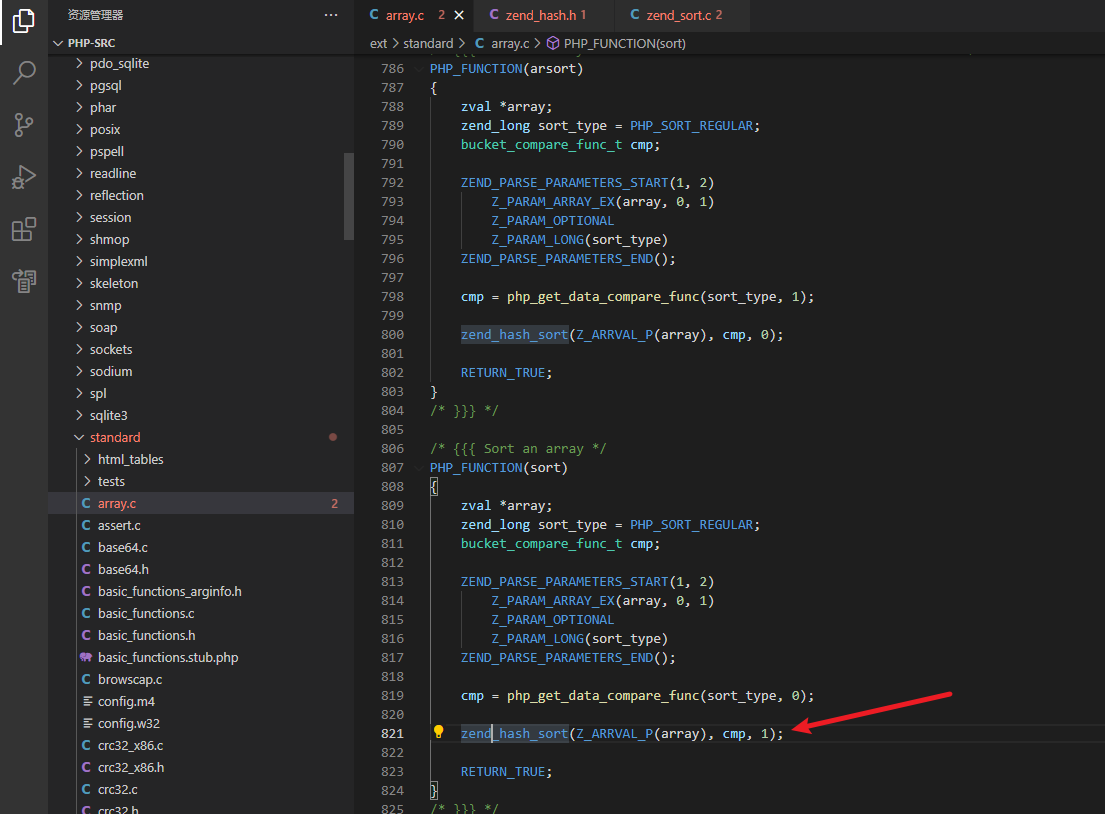 资源管理器
···
PHP-SRC
pdo_sqlite
pgsql
phar
posix
pspell
readline
reflection
session
shmop
simplexml
skeleton
snmp
soap
sockets
sodium
spl
sqlite3
standard
html_tables
tests
C array.c 2
C assert.c
C base64.c
C base64.h
C basic_functions_arginfo.h
C basic_functions.c
C basic_functions.h
basic_functions.stub.php
C browscap.c
config.m4
config.w32
C crc32_x86.c
C crc32_x86.h
C crc32.c
C crc32.h
C array.c 2 C zend_hash.h 1 C zend_sort.c 2
ext > standard > C array.c > PHP_FUNCTION(sort)
786 PHP_FUNCTION(arsort)
787 {
788 zval *array;
789 zend_long sort_type = PHP_SORT_REGULAR;
790 bucket_compare_func_t cmp;
791
792 ZEND_PARSE_PARAMETERS_START(1, 2)
793 Z_PARAM_ARRAY_EX(array, 0, 1)
794 Z_PARAM_OPTIONAL
795 Z_PARAM_LONG(sort_type)
796 ZEND_PARSE_PARAMETERS_END();
797
798 cmp = php_get_data_compare_func(sort_type, 1);
799
800 zend_hash_sort(Z_ARRVAL_P(array), cmp, 0);
801
802 RETURN_TRUE;
803 }
804 /* }}} */
805
806 /* {{{ Sort an array */
807 PHP_FUNCTION(sort)
808 {
809 zval *array;
810 zend_long sort_type = PHP_SORT_REGULAR;
811 bucket_compare_func_t cmp;
812
813 ZEND_PARSE_PARAMETERS_START(1, 2)
814 Z_PARAM_ARRAY_EX(array, 0, 1)
815 Z_PARAM_OPTIONAL
816 Z_PARAM_LONG(sort_type)
817 ZEND_PARSE_PARAMETERS_END();
818
819 cmp = php_get_data_compare_func(sort_type, 0);
820
821 zend_hash_sort(Z_ARRVAL_P(array), cmp, 1);
822
823 RETURN_TRUE;
824 }
825 /* }}} */